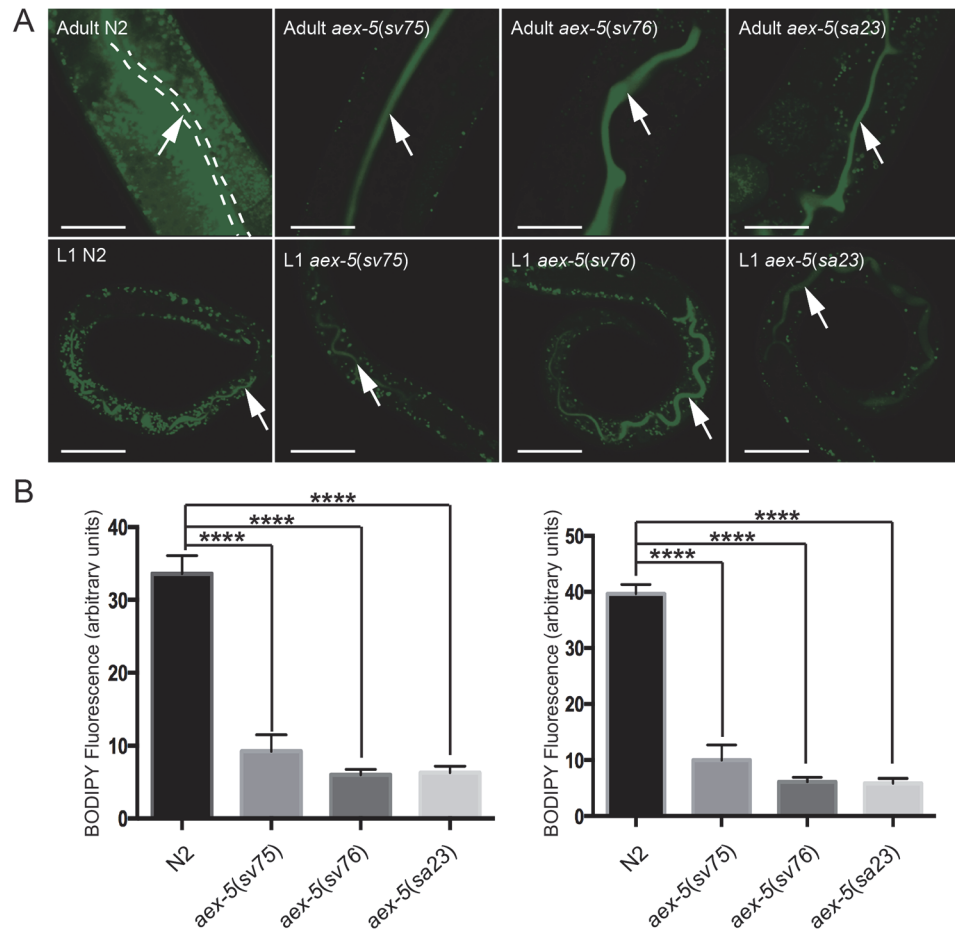 A
Adult N2
Adult aex-5(sv75)
Adult aex-5(sv76)
Adult aex-5(sa23)
L1 N2
L1 aex-5(sv75)
L1 aex-5(sv76)
L1 aex-5(sa23)
B
BODIPY Fluorescence (arbitrary units)
40
30
20
10
0
****
****
****
N2
aex-5(sv75)
aex-5(sv76)
aex-5(sa23)
BODIPY Fluorescence (arbitrary units)
50
40
30
20
10
0
****
****
****
N2
aex-5(sv75)
aex-5(sv76)
aex-5(sa23)